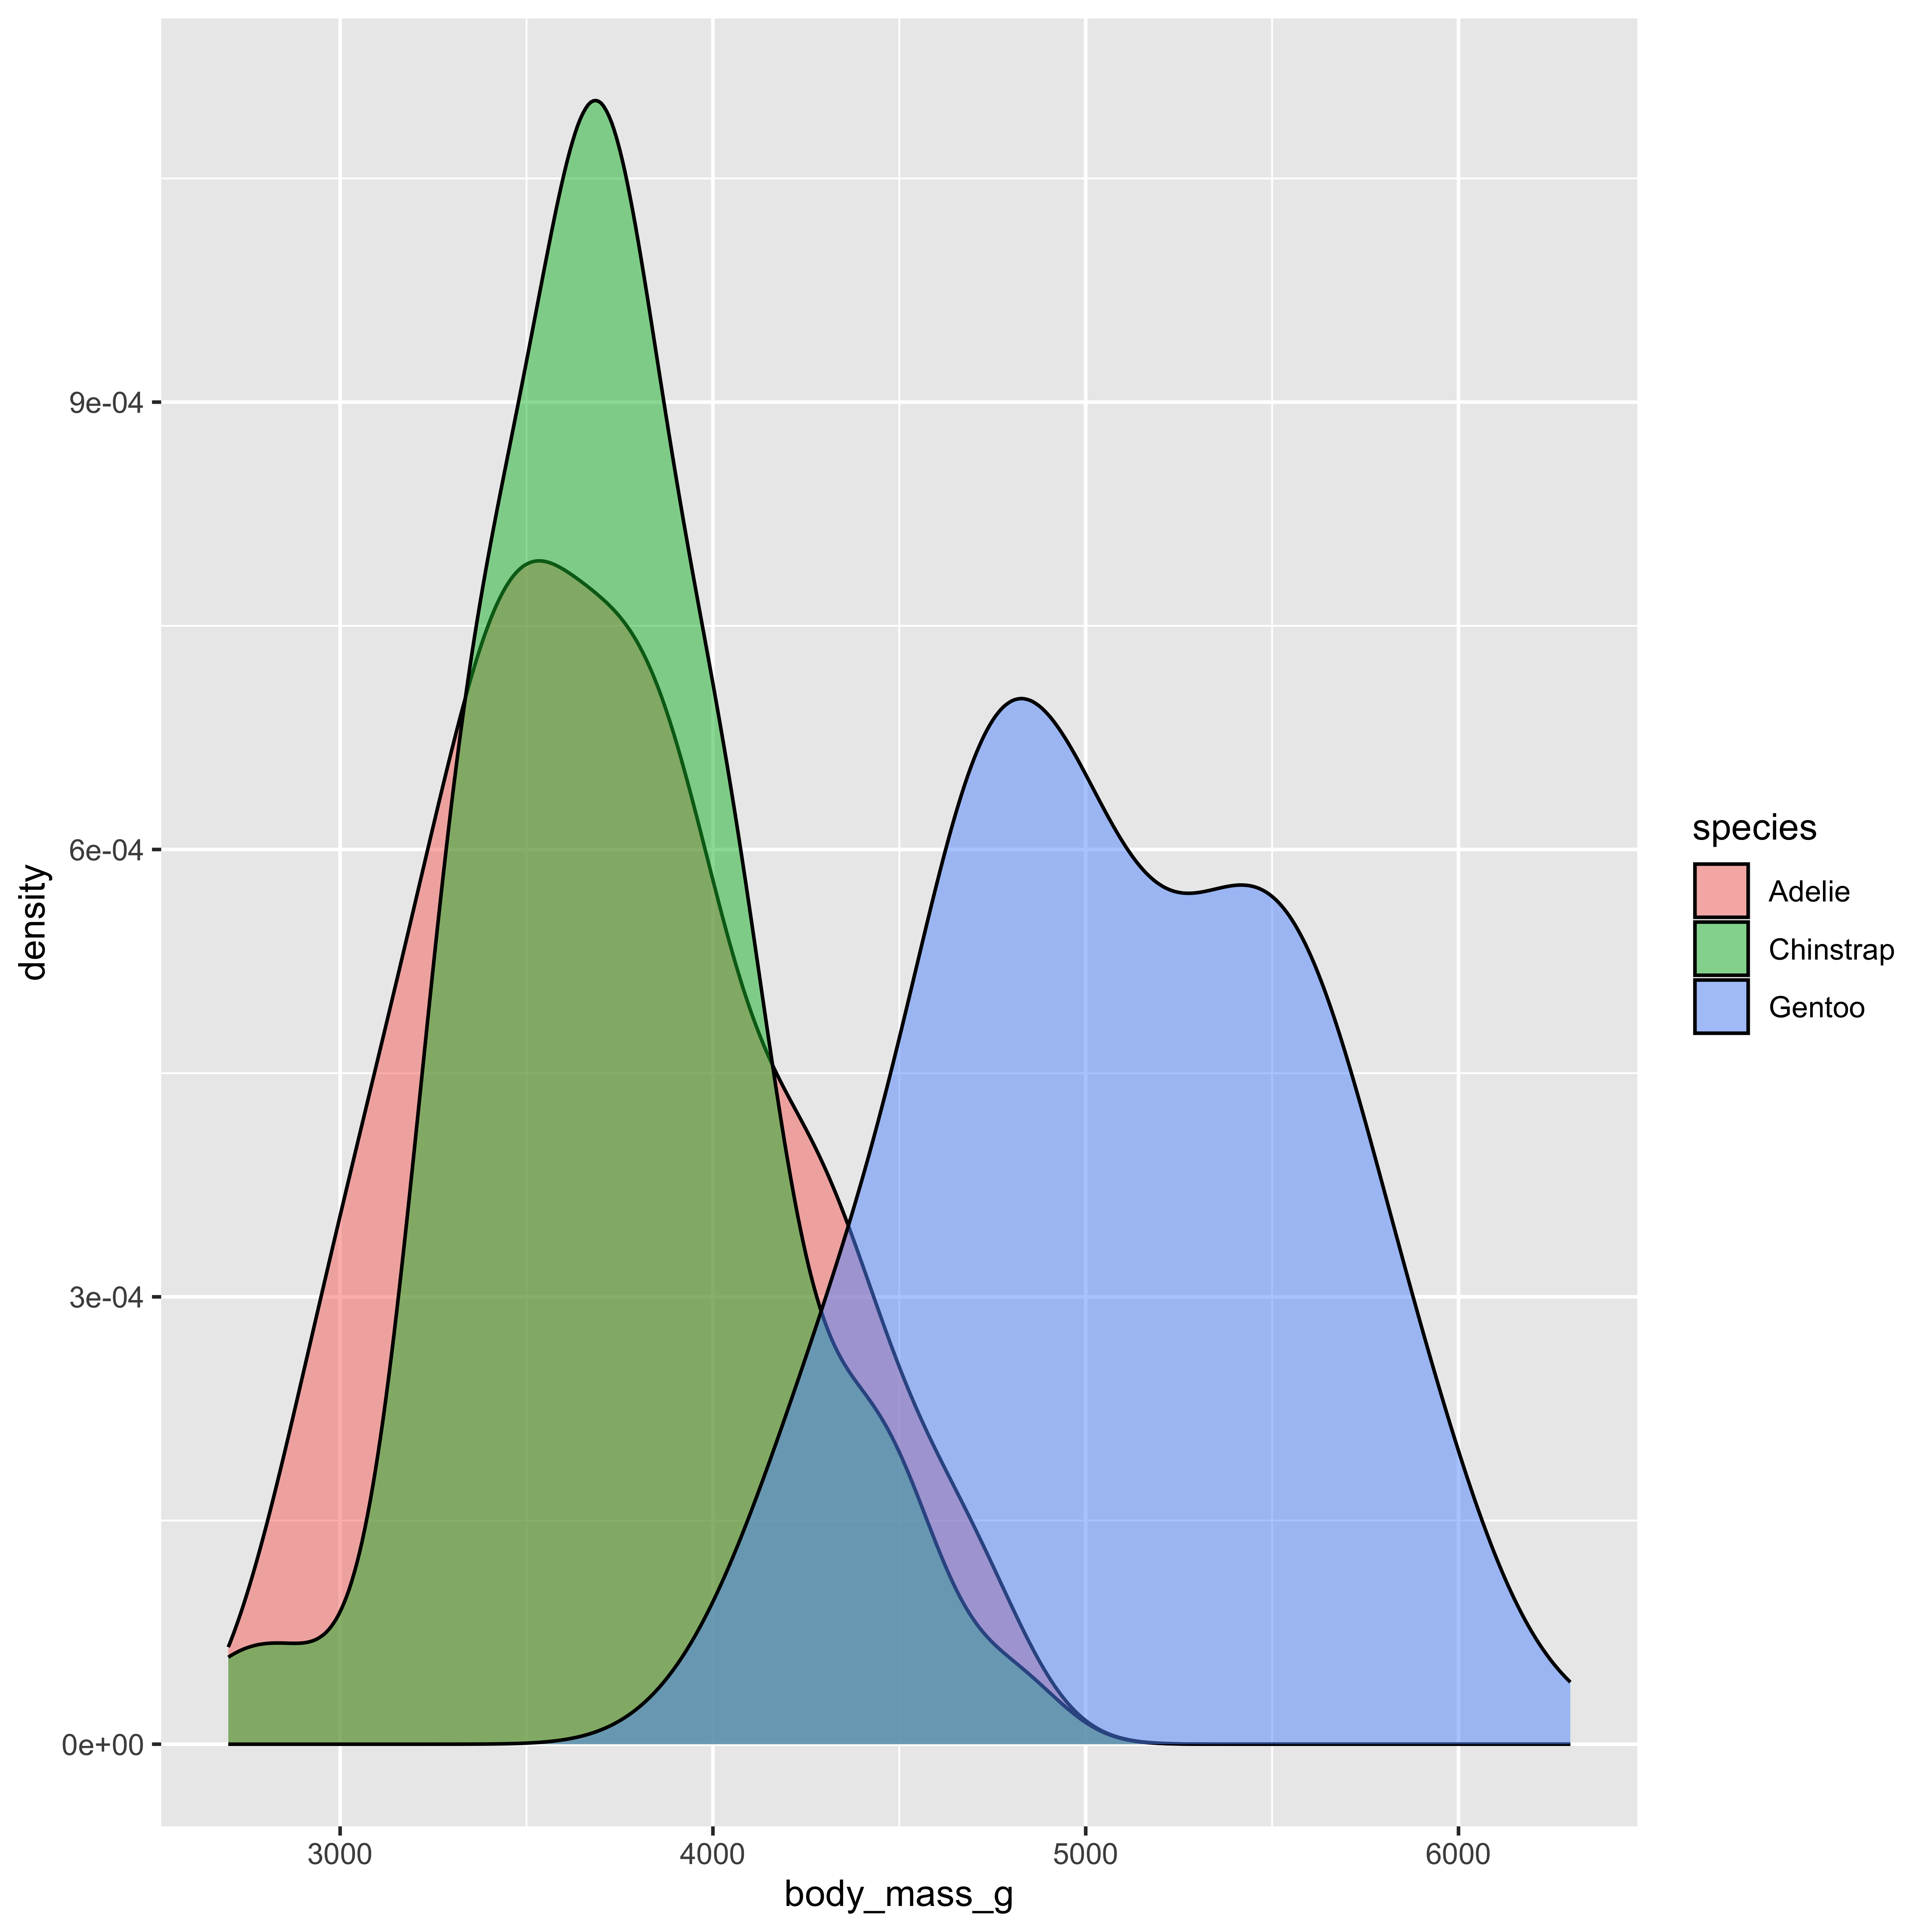 density
9e-04
6e-04
3e-04
0e+00
3000 4000 5000 6000
body_mass_g
species
Adelie
Chinstrap
Gentoo